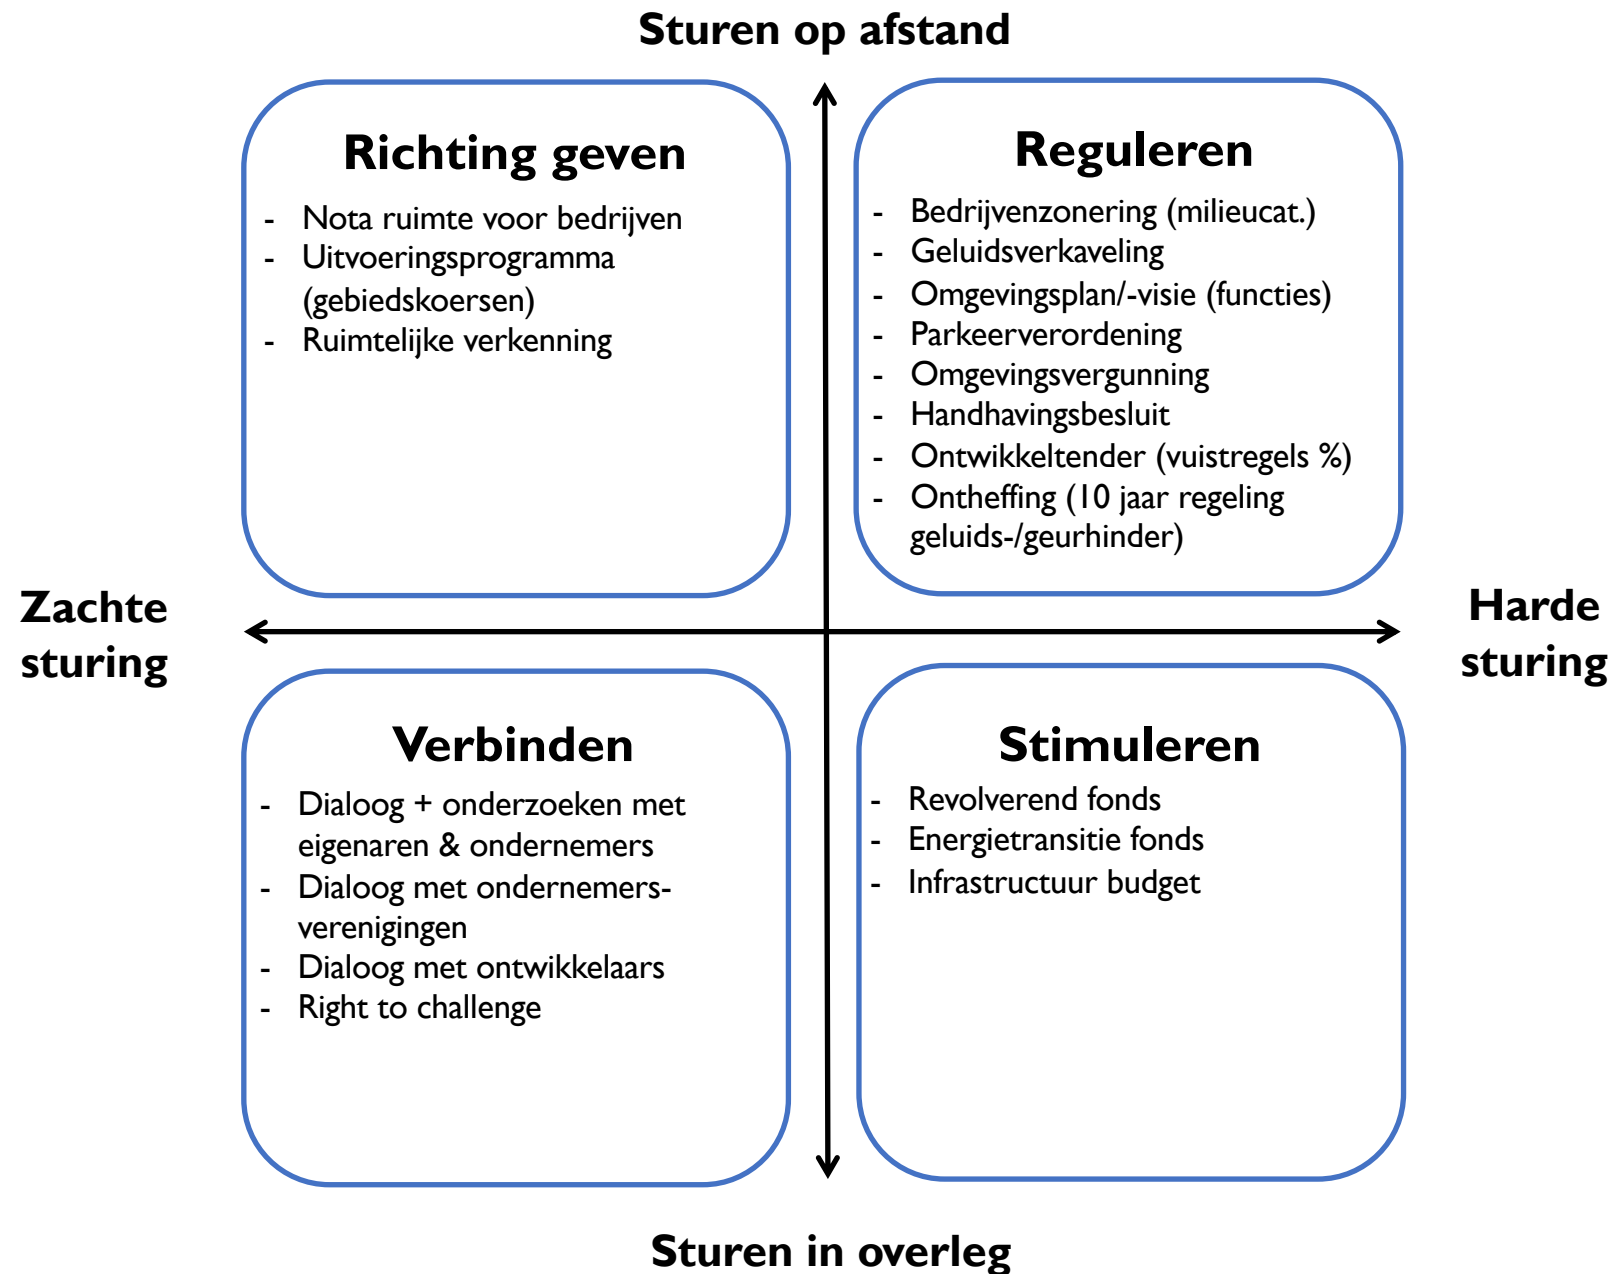 Sturen op afstand
Richting geven
- Nota ruimte voor bedrijven
- Uitvoeringsprogramma
(gebiedskoersen)
- Ruimtelijke verkenning
Reguleren
- Bedrijvenzonering (milieucat.)
- Geluidsverkaveling
- Omgevingsplan/-visie (functies)
- Parkeerverordening
- Omgevingsvergunning
- Handhavingsbesluit
- Ontwikkeltender (vuistregels %)
- Ontheffing (10 jaar regeling
geluids-/geurhinder)
Zachte
sturing
Harde
sturing
Verbinden
- Dialoog + onderzoeken met
eigenaren & ondernemers
- Dialoog met ondernemers-
verenigingen
- Dialoog met ontwikkelaars
- Right to challenge
Stimuleren
- Revolverend fonds
- Energietransitie fonds
- Infrastructuur budget
Sturen in overleg